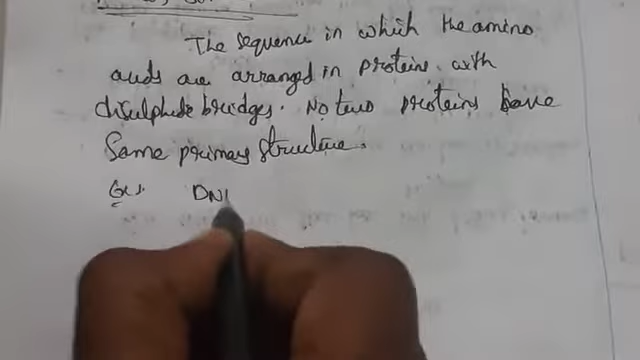 The sequence in which the amino
acids are arranged in proteins with
disulphide bridges. No two proteins have
Same primary structure.
Ex:
DN